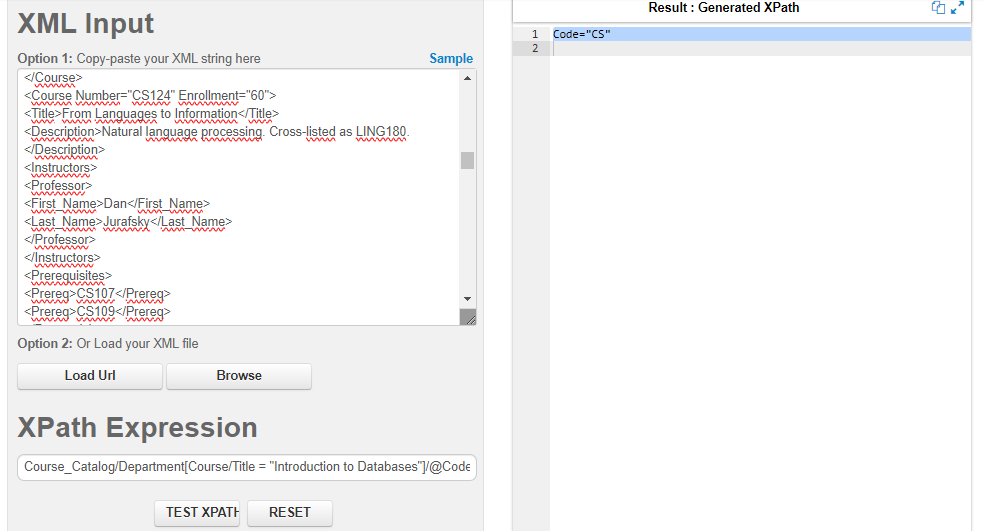 XML Input
Option 1: Copy-paste your XML string here
Sample
</Course>
<Course Number="CS124" Enrollment="60">
<Title>From Languages to Information</Title>
<Description>Natural language processing. Cross-listed as LING180.
</Description>
<Instructors>
<Professor>
<First_Name>Dan</First_Name>
<Last_Name>Jurafsky</Last_Name>
</Professor>
</Instructors>
<Prerequisites>
<Prereq>CS107</Prereq>
<Prereq>CS109</Prereq>
Option 2: Or Load your XML file
Load Url
Browse
XPath Expression
Course_Catalog/Department[Course/Title = "Introduction to Databases"]/@Code
TEST XPATH
RESET
Result : Generated XPath
1 Code="CS"
2